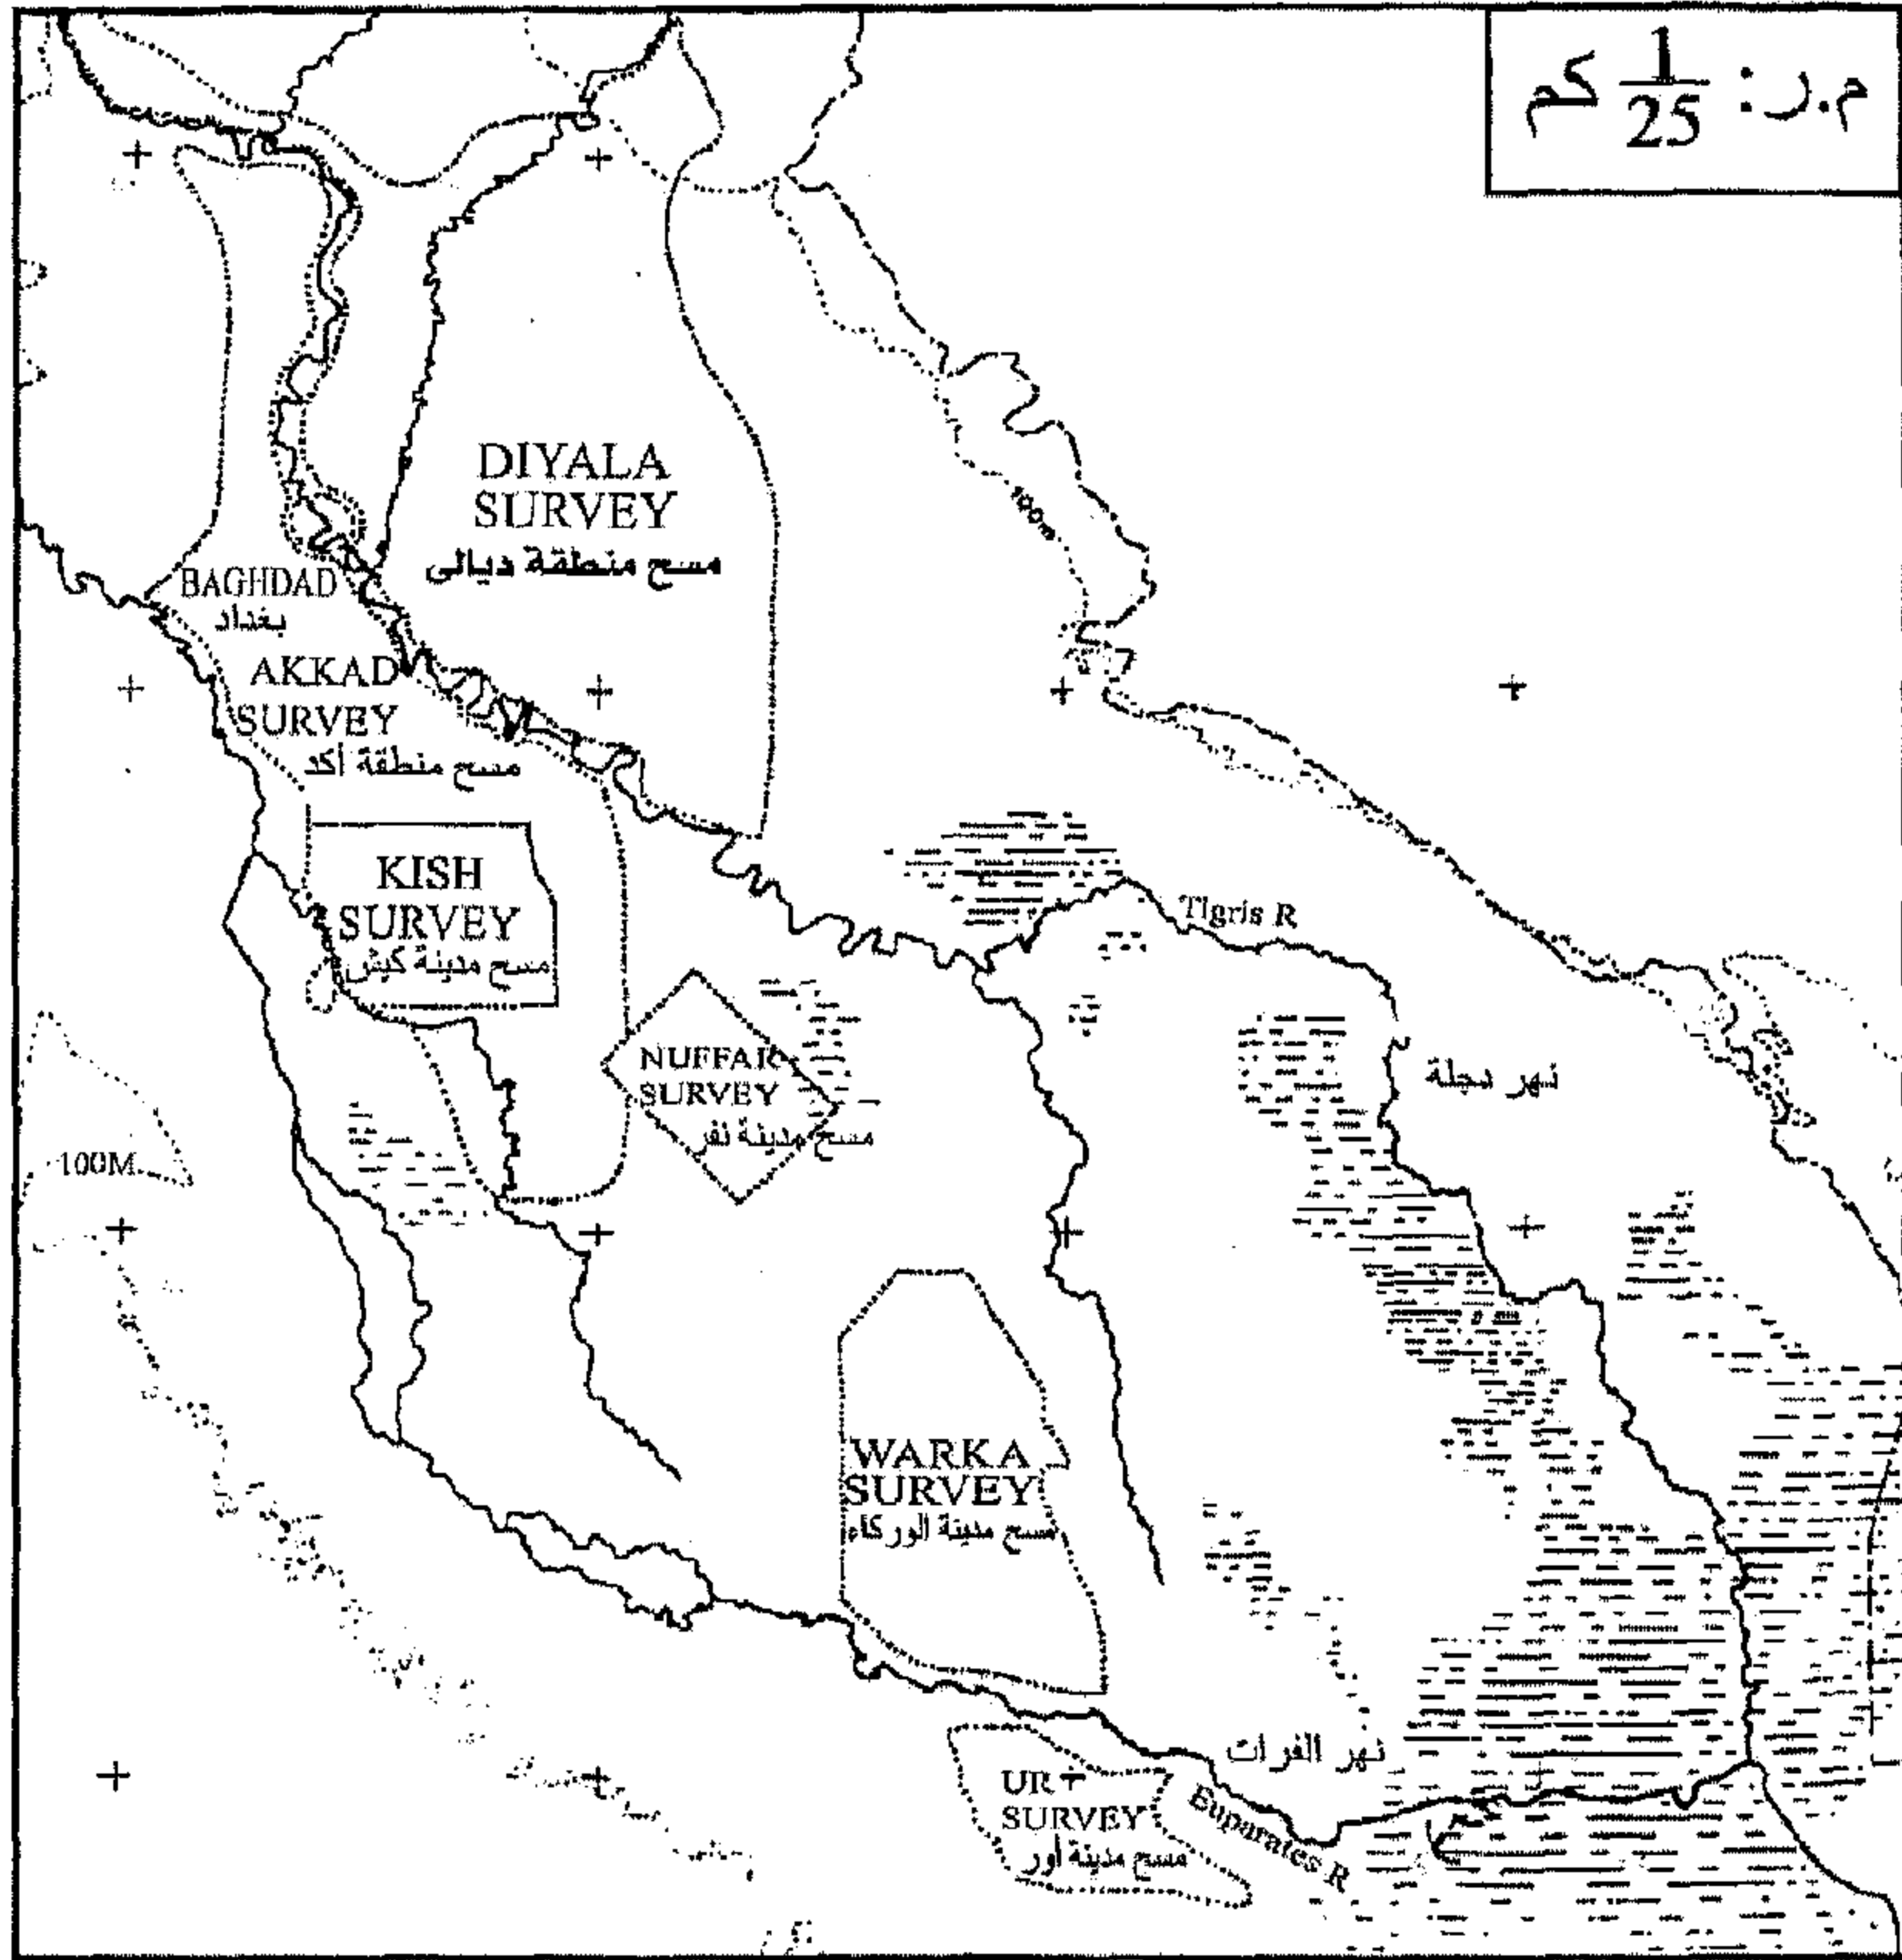 م.ر: 1/25 كم
DIYALA
SURVEY
مسح منطقة ديالى
100m
BAGHDAD
بغداد
AKKAD
SURVEY
مسح منطقة أكد
KISH
SURVEY
مسح مدينة كيش
Tigris R
NUFFAR
SURVEY
مسح مدينة نفر
نهر دجلة
100M
WARKA
SURVEY
مسح مدينة الوركاء
نهر الفرات
UR
SURVEY
مسح مدينة أور
Euparates R